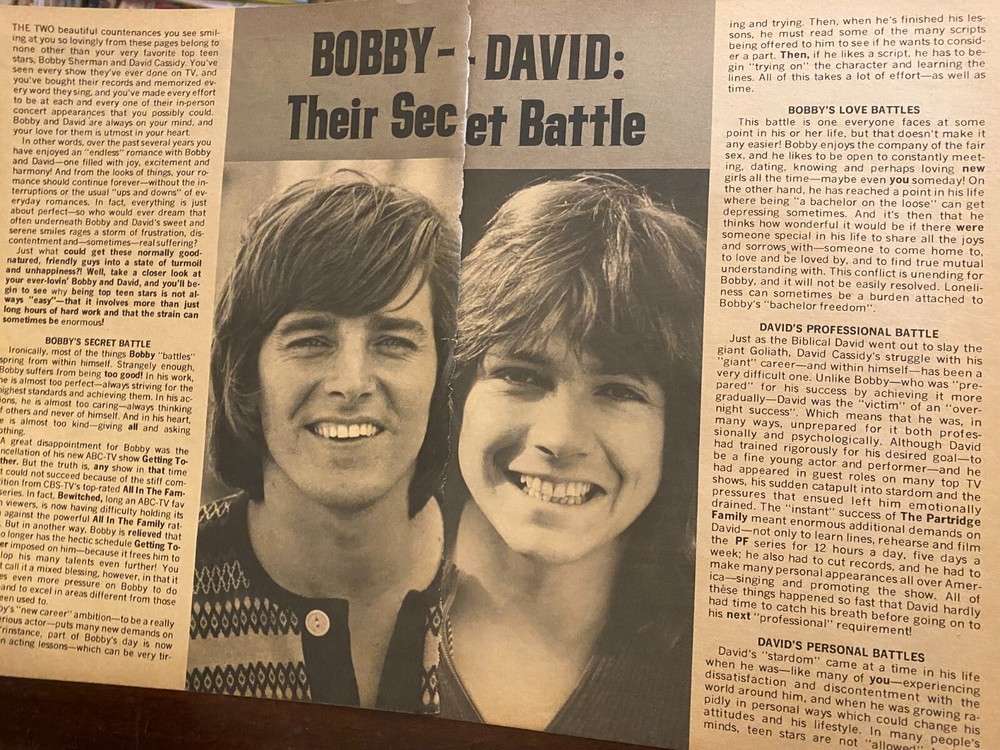 BOBBY-DAVID:
Their Secret Battle
THE TWO beautiful countenances you see smil-
ing at you so lovingly from these pages belong to
none other than your very favorite top teen
stars, Bobby Sherman and David Cassidy. You've
seen every show they've ever done on TV, and
you've bought their records and memorized ev-
ery word they sing, and you've made every effort
to be at each and every one of their in-person
concert appearances that you possibly could.
Bobby and David are always on your mind, and
your love for them is utmost in your heart.
In other words, over the past several years you
have enjoyed an "endless" romance with Bobby
and David—one filled with joy, excitement and
harmony! And from the looks of things, your ro-
mance should continue forever—without the in-
terruptions or the usual "ups and downs" of ev-
eryday romances. In fact, everything is just
about perfect—so who would ever dream that
often underneath Bobby and David's sweet and
serene smiles rages a storm of frustration, dis-
contentment and—sometimes—real suffering?
Just what could get these normally good-
natured, friendly guys into a state of turmoil
and unhappiness?! Well, take a closer look at
your ever-lovin' Bobby and David, and you'll be-
gin to see why being top teen stars is not al-
ways "easy"—that it involves more than just
long hours of hard work and that the strain can
sometimes be enormous!
BOBBY'S SECRET BATTLE
Ironically, most of the things Bobby "battles"
spring from within himself. Strangely enough,
Bobby suffers from being too good! In his work,
he is almost too perfect—always striving for the
highest standards and achieving them. In his ac-
ons, he is almost too caring—always thinking
f others and never of himself. And in his heart,
e is almost too kind—giving all and asking
othing.
A great disappointment for Bobby was the
ncellation of his new ABC-TV show Getting To-
ther. But the truth is, any show in that time
t could not succeed because of the stiff com-
ition from CBS-TV's top-rated All In The Fam-
series. In fact, Bewitched, long an ABC-TV fav
n viewers, is now having difficulty holding its
against the powerful All In The Family rat-
. But in another way, Bobby is relieved that
o longer has the hectic schedule Getting To-
er imposed on him—because it frees him to
lop his many talents even further! You
t call it a mixed blessing, however, in that it
es even more pressure on Bobby to do
and to excel in areas different from those
een used to.
by's "new career" ambition—to be a really
rious actor—puts many new demands on
r'rinstance, part of Bobby's day is now
n acting lessons—which can be very tir-
ing and trying. Then, when he's finished his les-
sons, he must read some of the many scripts
being offered to him to see if he wants to consid-
er a part. Then, if he likes a script, he has to be-
gin "trying on" the character and learning the
lines. All of this takes a lot of effort—as well as
time.
BOBBY'S LOVE BATTLES
This battle is one everyone faces at some
point in his or her life, but that doesn't make it
any easier! Bobby enjoys the company of the fair
sex, and he likes to be open to constantly meet-
ing, dating, knowing and perhaps loving new
girls all the time—maybe even you someday! On
the other hand, he has reached a point in his life
where being "a bachelor on the loose" can get
depressing sometimes. And it's then that he
thinks how wonderful it would be if there were
someone special in his life to share all the joys
and sorrows with—someone to come home to,
to love and be loved by, and to find true mutual
understanding with. This conflict is unending for
Bobby, and it will not be easily resolved. Loneli-
ness can sometimes be a burden attached to
Bobby's "bachelor freedom".
DAVID'S PROFESSIONAL BATTLE
Just as the Biblical David went out to slay the
giant Goliath, David Cassidy's struggle with his
"giant" career—and within himself—has been a
very difficult one. Unlike Bobby—who was "pre-
pared" for his success by achieving it more
gradually—David was the "victim" of an "over-
night success". Which means that he was, in
many ways, unprepared for it both profes-
sionally and psychologically. Although David
had trained rigorously for his desired goal—to
be a fine young actor and performer—and he
had appeared in guest roles on many top TV
shows, his sudden catapult into stardom and the
pressures that ensued left him emotionally
drained. The "instant" success of The Partridge
Family meant enormous additional demands on
David—not only to learn lines, rehearse and film
the PF series for 12 hours a day, five days a
week; he also had to cut records, and he had to
make many personal appearances all over Amer-
ica—singing and promoting the show. All of
these things happened so fast that David hardly
had time to catch his breath before going on to
his next "professional" requirement!
DAVID'S PERSONAL BATTLES
David's "stardom" came at a time in his life
when he was—like many of you—experiencing
dissatisfaction and discontentment with the
world around him, and when he was growing ra-
pidly in personal ways which could change his
attitudes and his lifestyle. In many people's
minds, teen stars are not "allowed"